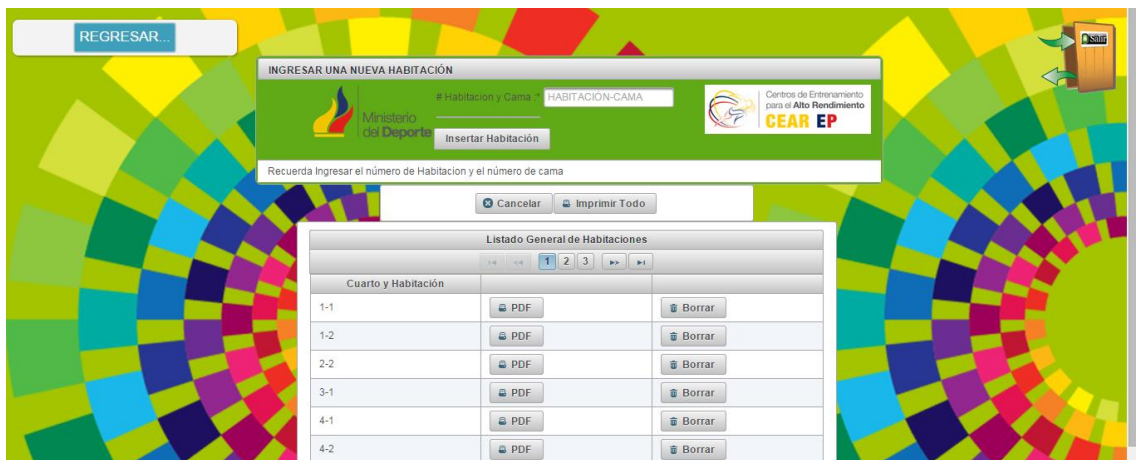 REGRESAR...
Salir
INGRESAR UNA NUEVA HABITACIÓN
Ministerio
del Deporte
# Habitacion y Cama :* HABITACIÓN-CAMA
Insertar Habitación
Centros de Entrenamiento
para el Alto Rendimiento
CEAR EP
Recuerda Ingresar el número de Habitacion y el número de cama
Cancelar Imprimir Todo
Listado General de Habitaciones
1 2 3
Cuarto y Habitación
1-1 PDF Borrar
1-2 PDF Borrar
2-2 PDF Borrar
3-1 PDF Borrar
4-1 PDF Borrar
4-2 PDF Borrar